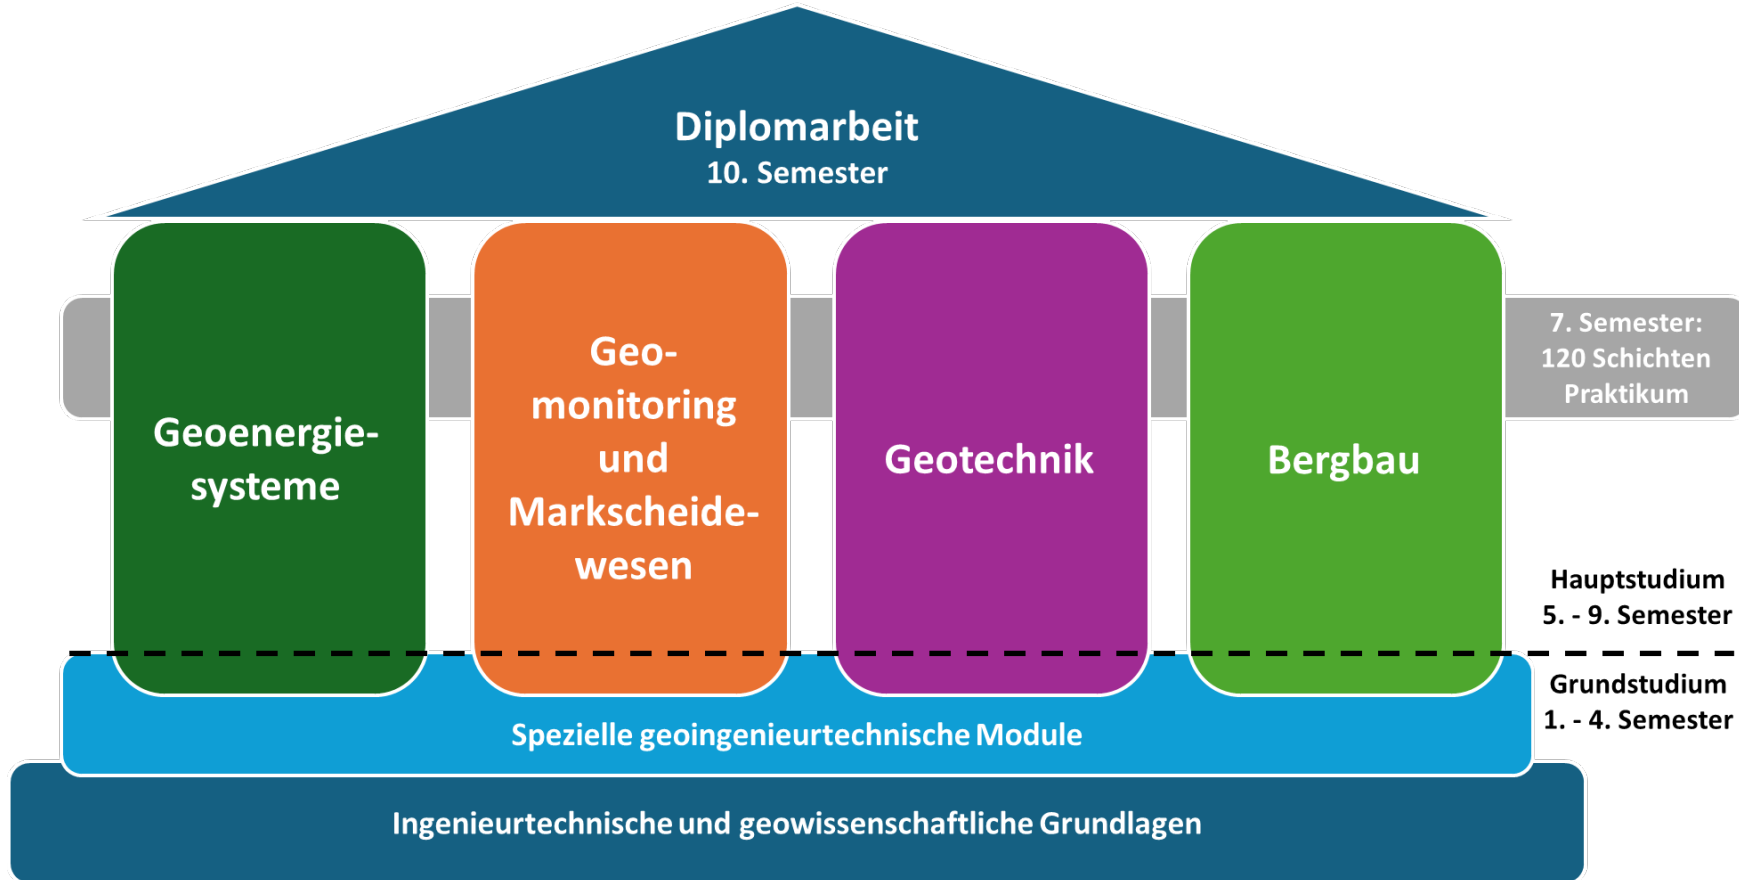 Diplomarbeit
10. Semester
7. Semester:
120 Schichten
Praktikum
Geoenergie-
systeme
Geo-
monitoring
und
Markscheide-
wesen
Geotechnik
Bergbau
Hauptstudium
5. - 9. Semester
Grundstudium
1. - 4. Semester
Spezielle geoingenieurtechnische Module
Ingenieurtechnische und geowissenschaftliche Grundlagen